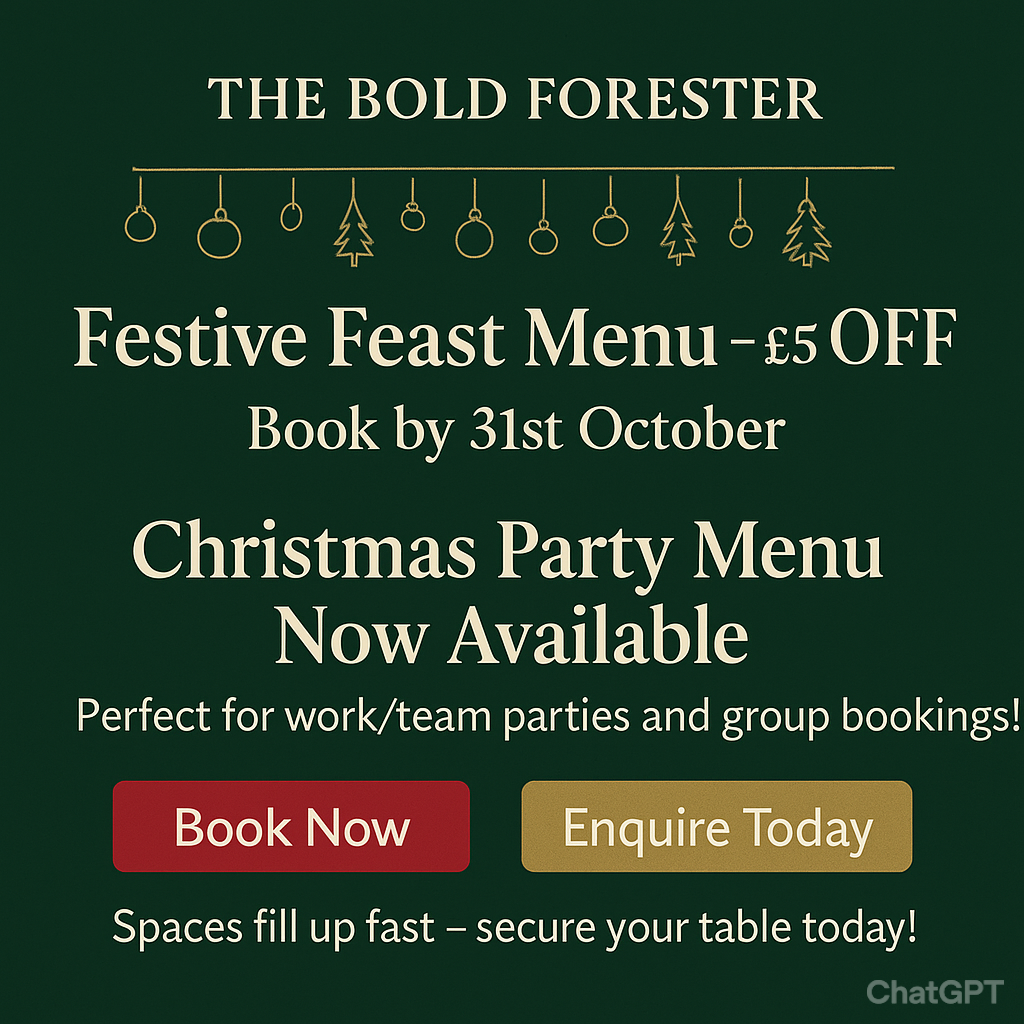 THE BOLD FORESTER
Festive Feast Menu – £5 OFF
Book by 31st October
Christmas Party Menu
Now Available
Perfect for work/team parties and group bookings!
Book Now
Enquire Today
Spaces fill up fast – secure your table today!
ChatGPT